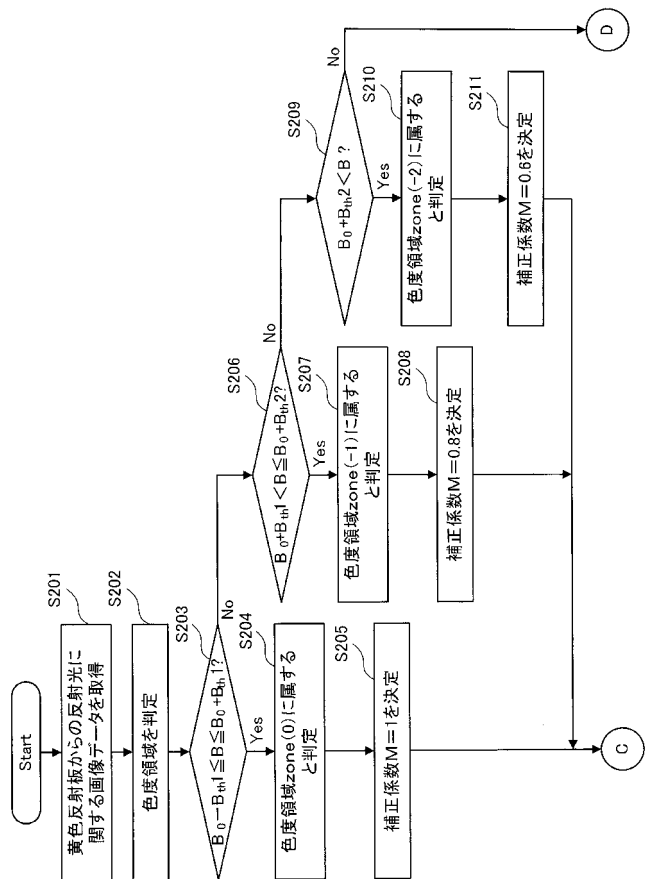 Start
S201
黄色反射板からの反射光に
関する画像データを取得
S202
色度領域を判定
S203
B₀−Bth1≦B≦B₀+Bth1?
No
Yes
S204
色度領域zone(0)に属する
と判定
S205
補正係数M=1を決定
S206
B₀+Bth1<B≦B₀+Bth2?
No
Yes
S207
色度領域zone(-1)に属する
と判定
S208
補正係数M=0.8を決定
S209
B₀+Bth2<B?
No
Yes
S210
色度領域zone(-2)に属する
と判定
S211
補正係数M=0.6を決定
C
D